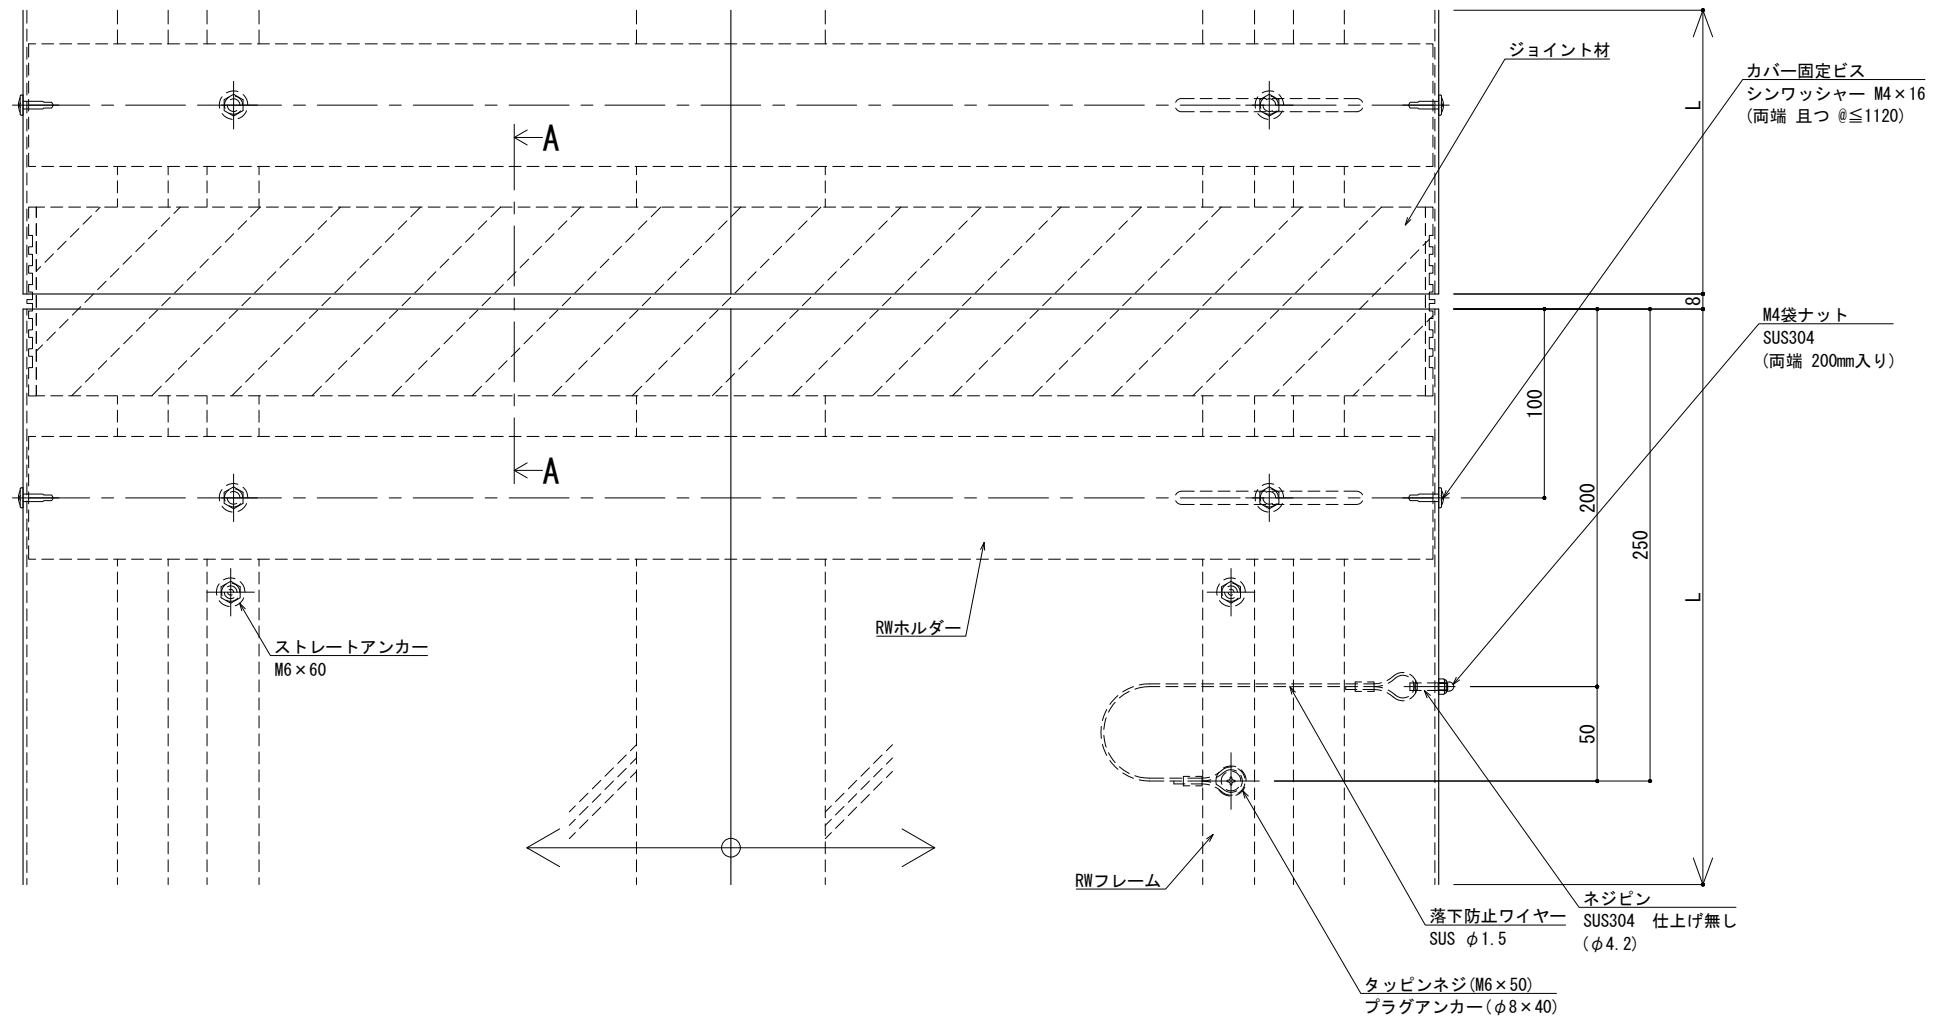 ジョイント材
カバー固定ビス
シンワッシャー M4×16
(両端 且つ @≦1120)
L
A
8
M4袋ナット
SUS304
(両端 200mm入り)
100
A
200
250
L
RWホルダー
ストレートアンカー
M6×60
50
RWフレーム
ネジピン
SUS304 仕上げ無し
(φ4.2)
落下防止ワイヤー
SUS φ1.5
タッピンネジ(M6×50)
プラグアンカー(φ8×40)